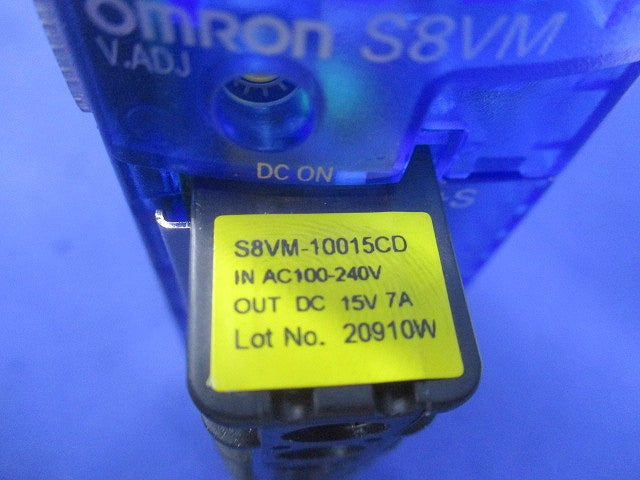 omron S8VM
V.ADJ
DC ON
S8VM-10015CD
IN AC100-240V
OUT DC 15V 7A
Lot No. 20910W